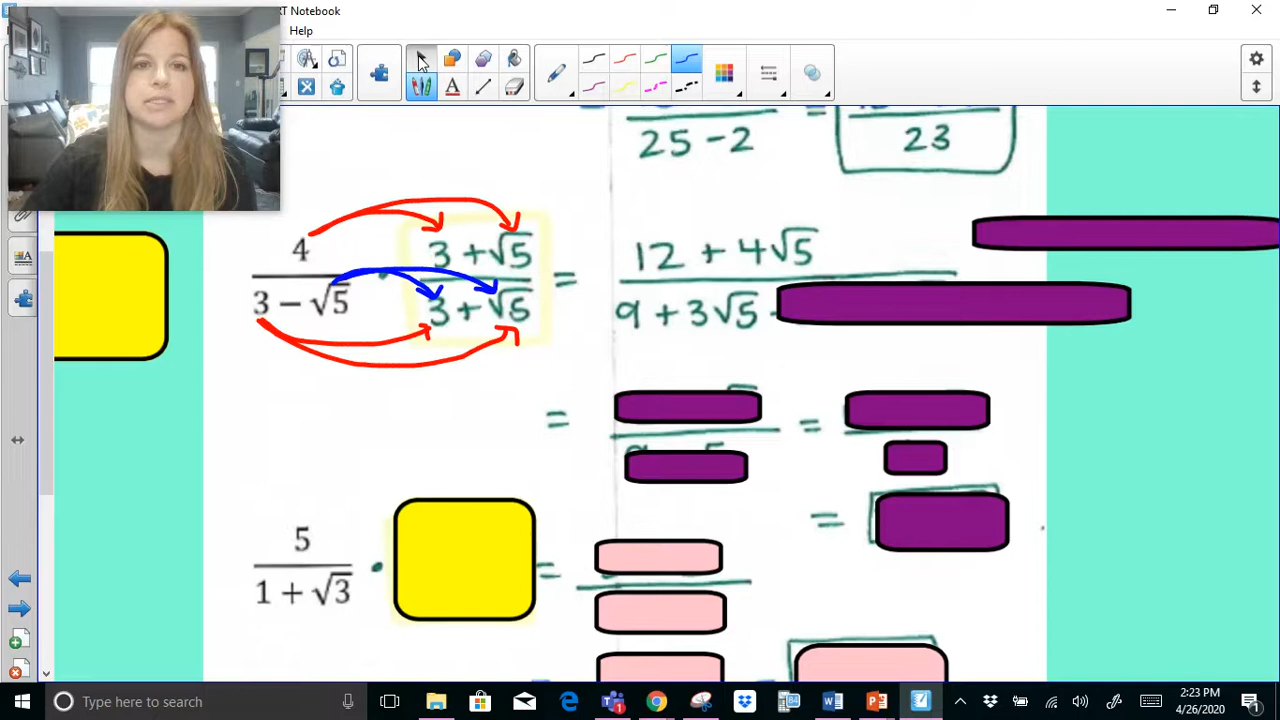 RT Notebook
Help
25 - 2
=
23
4 / 3 - √5 · 3 + √5 / 3 + √5 = 12 + 4√5 / 9 + 3√5 -
= =
=
5 / 1 + √3 · =
Type here to search
2:23 PM
4/26/2020